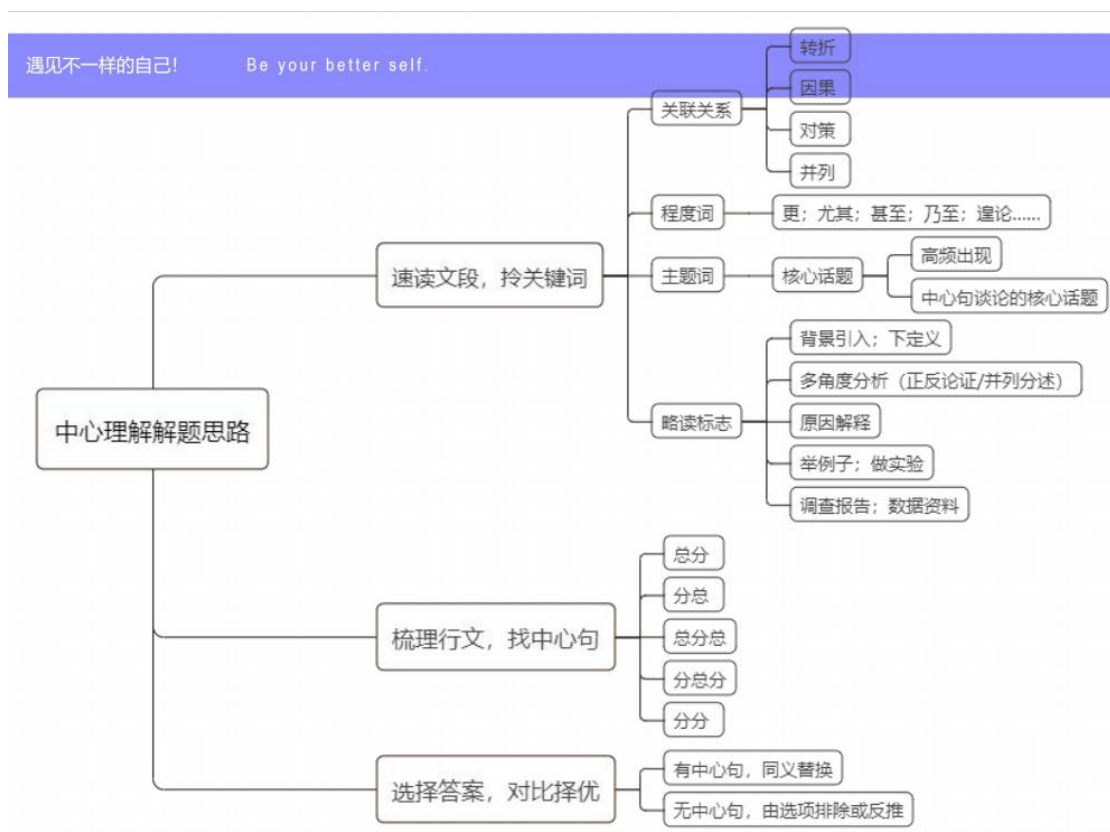 遇见不一样的自己! Be your better self.
中心理解解题思路
速读文段，拎关键词
关联关系
转折
因果
对策
并列
程度词
更；尤其；甚至；乃至；遑论......
主题词
核心话题
高频出现
中心句谈论的核心话题
略读标志
背景引入；下定义
多角度分析（正反论证/并列分述）
原因解释
举例子；做实验
调查报告；数据资料
梳理行文，找中心句
总分
分总
总分总
分总分
分分
选择答案，对比择优
有中心句，同义替换
无中心句，由选项排除或反推